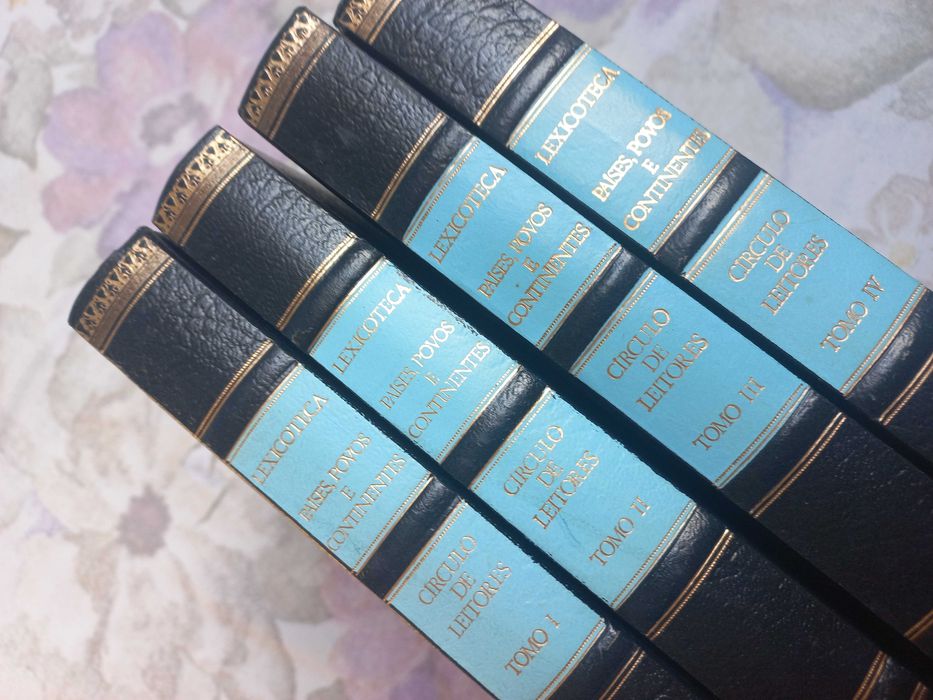 LEXICOTECA
PAÍSES, POVOS
E
CONTINENTES
CÍRCULO
DE
LEITORES
TOMO I
LEXICOTECA
PAÍSES, POVOS
E
CONTINENTES
CÍRCULO
DE
LEITORES
TOMO II
LEXICOTECA
PAÍSES, POVOS
E
CONTINENTES
CÍRCULO
DE
LEITORES
TOMO III
LEXICOTECA
PAÍSES, POVOS
E
CONTINENTES
CÍRCULO
DE
LEITORES
TOMO IV